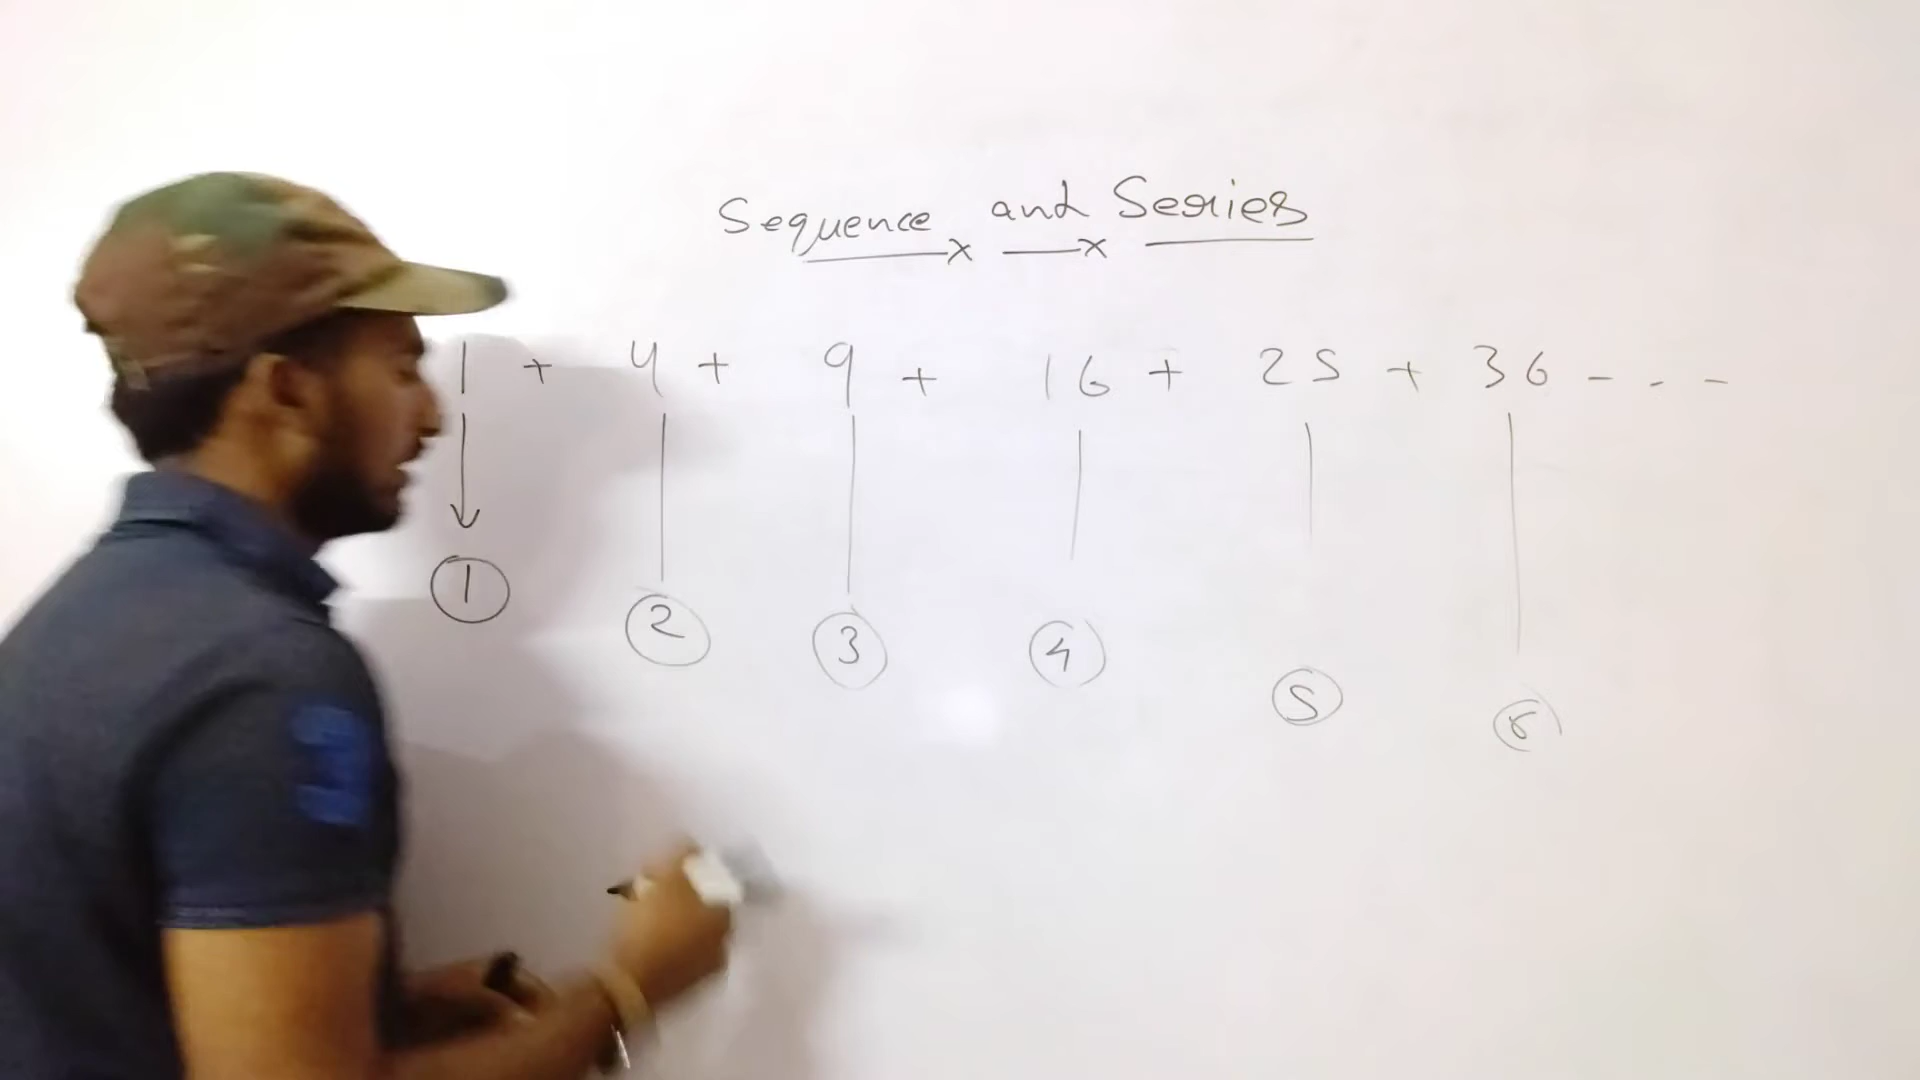 Sequence and Series
1 + 4 + 9 + 16 + 25 + 36 - . -
1 2 3 4 5 6